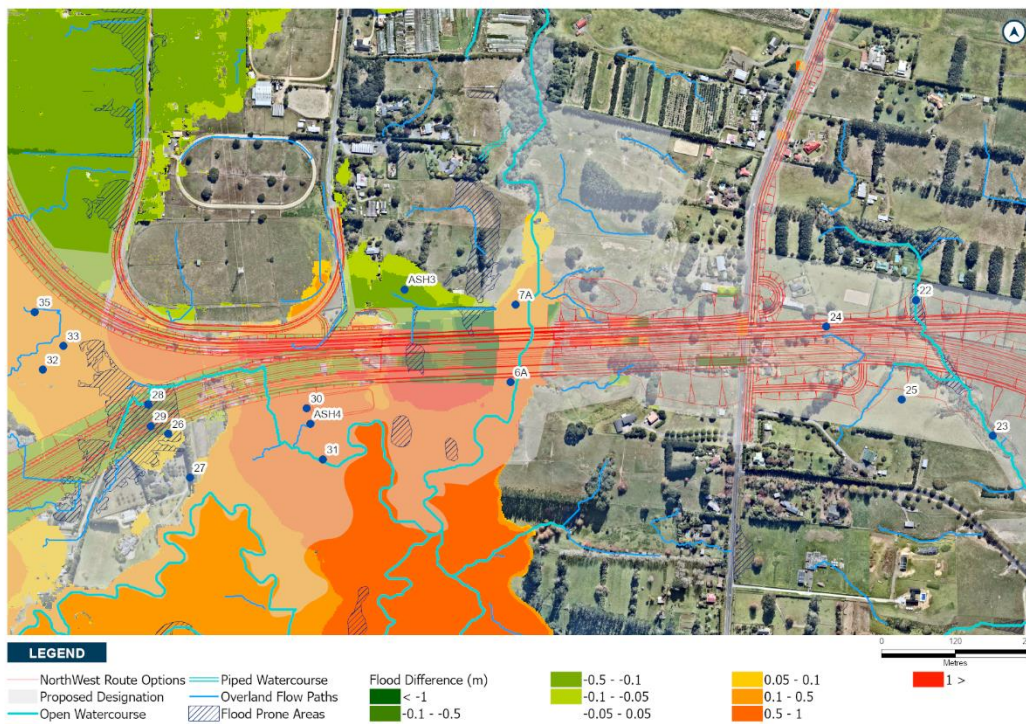 ASH3
22
7A
35
24
33
32
6A
25
28
30
29
ASH4
26
23
31
27
0 120 2
Metres
LEGEND
NorthWest Route Options Piped Watercourse Flood Difference (m) -0.5 - -0.1 0.05 - 0.1 1 >
Proposed Designation Overland Flow Paths < -1 -0.1 - -0.05 0.1 - 0.5
Open Watercourse Flood Prone Areas -0.1 - -0.5 -0.05 - 0.05 0.5 - 1